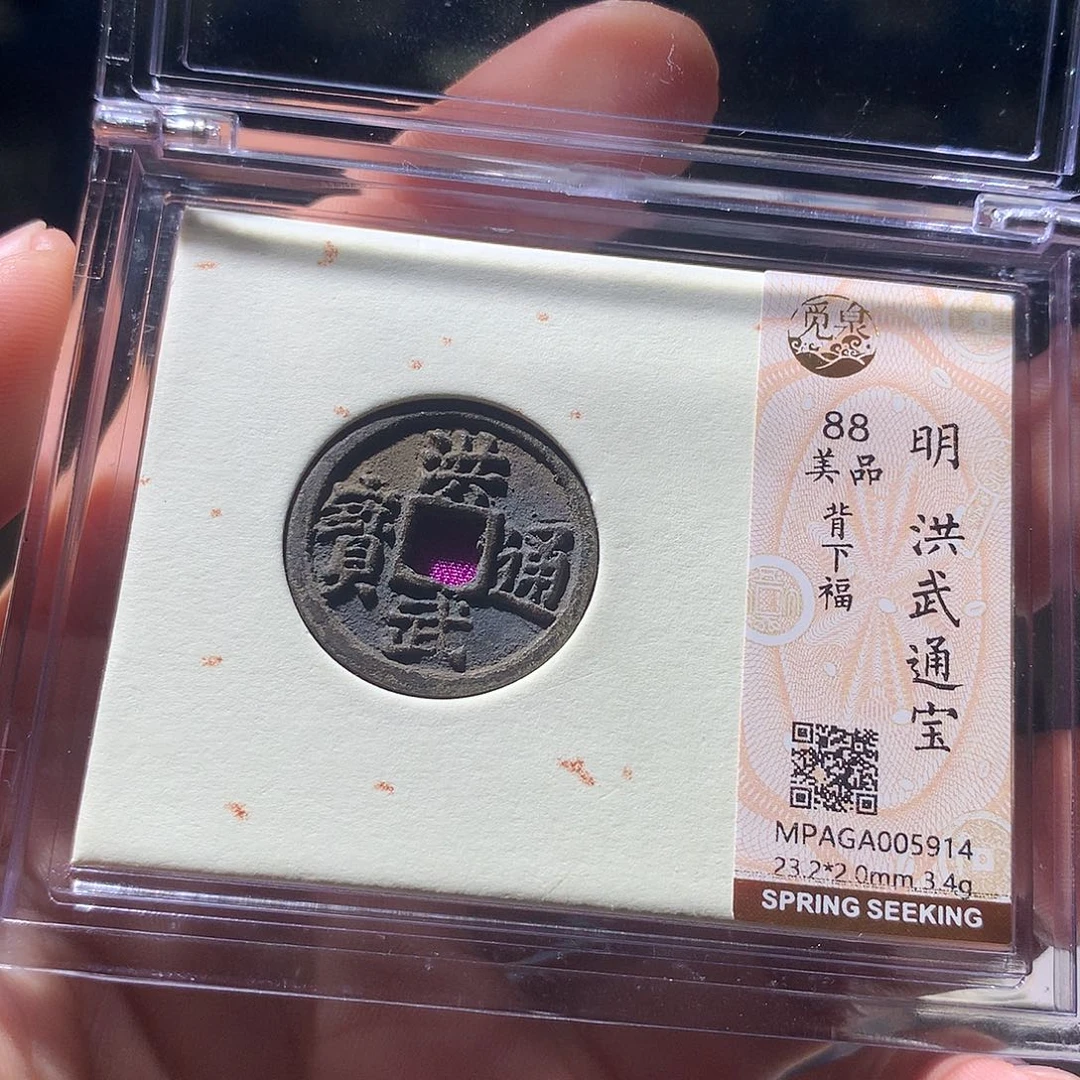 洪武通寳
觅泉
明 洪武通宝
88
美品
背下福
MPAGA005914
23.2*2.0mm 3.4g
SPRING SEEKING